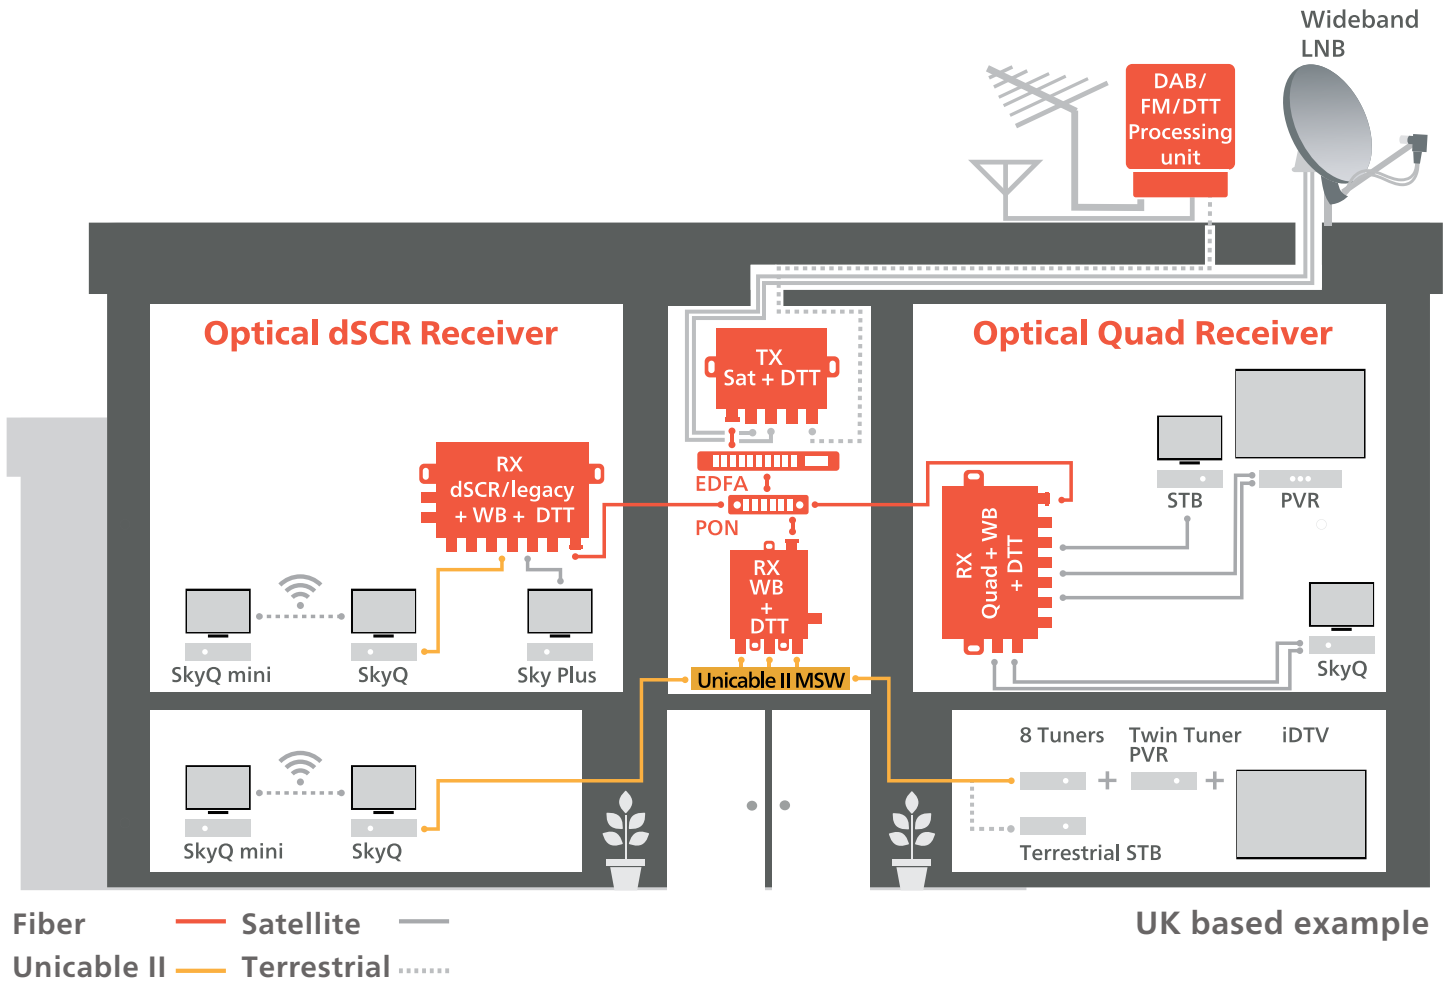 Wideband
LNB
DAB/
FM/DTT
Processing
unit
Optical dSCR Receiver
TX
Sat + DTT
Optical Quad Receiver
RX
dSCR/legacy
+ WB + DTT
EDFA
PON
RX
WB
+
DTT
RX
Quad + WB
+ DTT
STB
PVR
SkyQ mini
SkyQ
Sky Plus
Unicable II MSW
SkyQ
8 Tuners
Twin Tuner
PVR
iDTV
+
+
SkyQ mini
SkyQ
Terrestrial STB
Fiber
Satellite
UK based example
Unicable II
Terrestrial